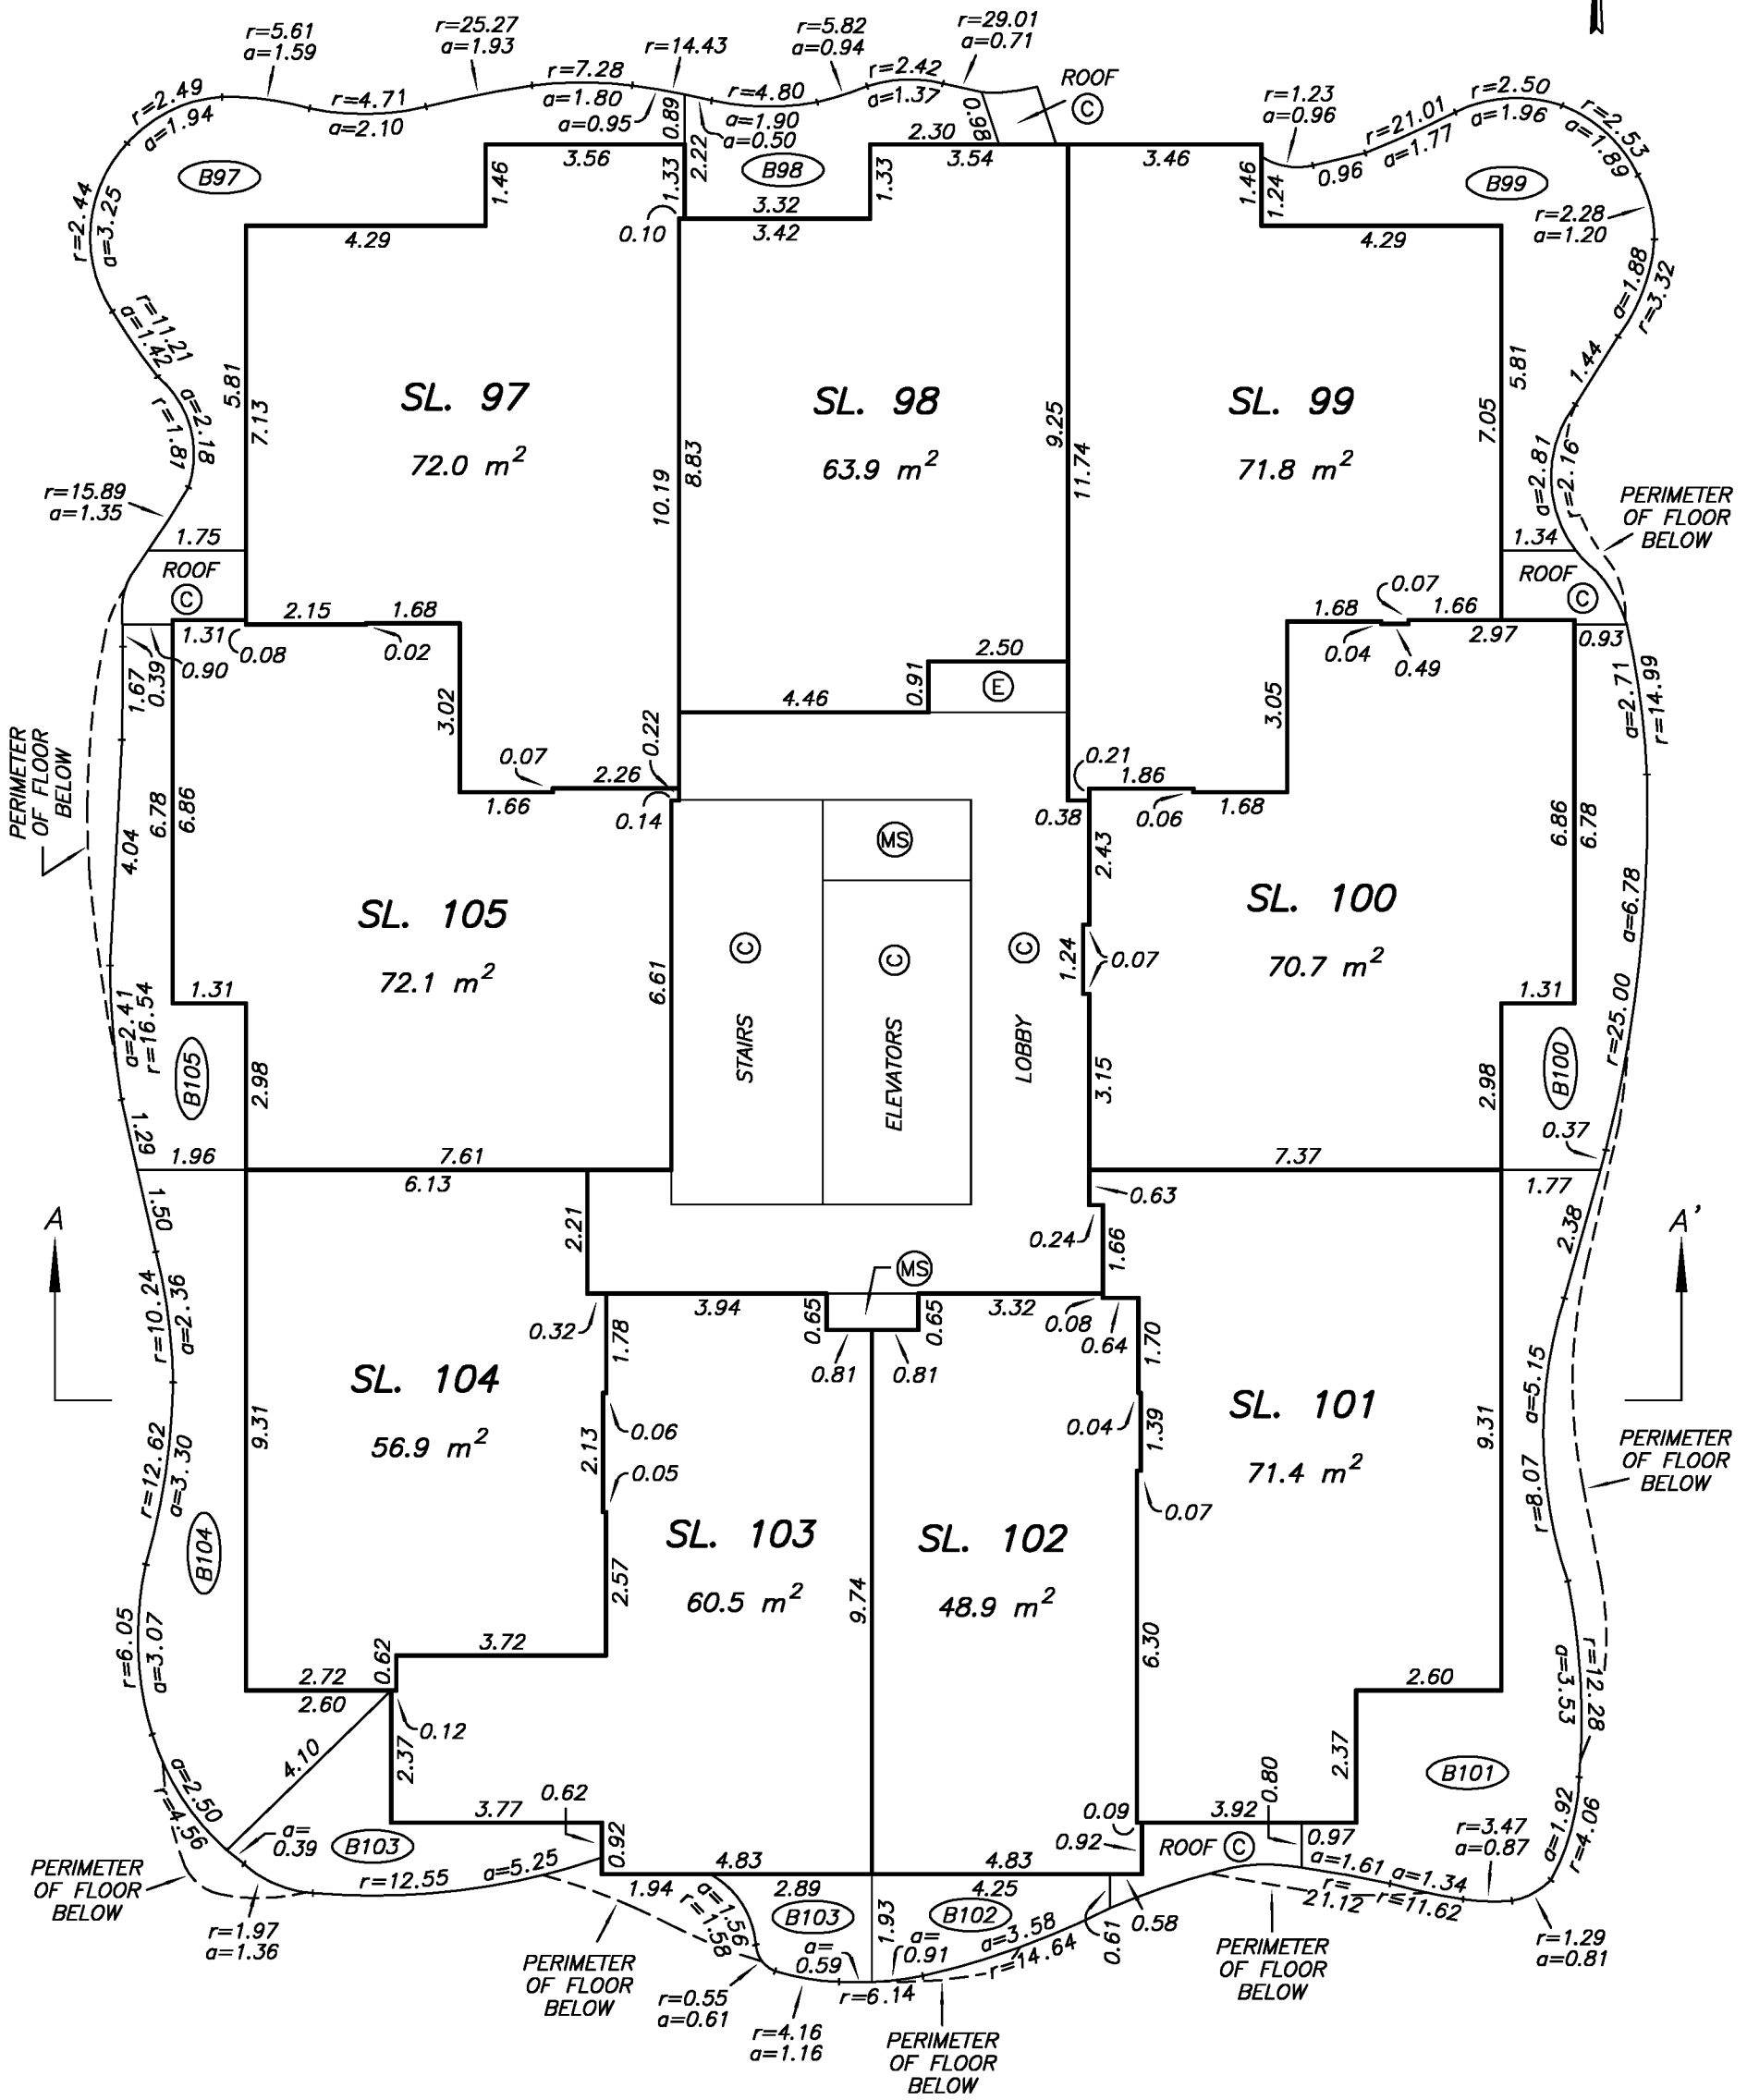 r=5.61
a=1.59
r=25.27
a=1.93
r=14.43
r=5.82
a=0.94
r=29.01
a=0.71
ROOF
C
r=2.49
a=1.94
r=4.71
a=2.10
r=7.28
a=1.80
a=0.95
0.89
2.22
r=4.80
a=1.90
a=0.50
r=2.42
a=1.37
0.98
r=1.23
a=0.96
r=21.01
a=1.77
0.96
r=2.50
a=1.96
r=2.53
a=1.89
B97
1.46
3.56
1.33
B98
1.33
2.30
3.54
3.46
1.46
1.24
B99
r=2.44
a=3.25
4.29
0.10
3.32
3.42
4.29
r=2.28
a=1.20
a=1.88
r=3.32
r=11.21
a=1.42
a=2.18
r=1.81
5.81
7.13
SL. 97
72.0 m²
10.19
8.83
SL. 98
63.9 m²
9.25
11.74
SL. 99
71.8 m²
7.05
5.81
1.44
a=2.81
r=2.16
r=15.89
a=1.35
PERIMETER
OF FLOOR
BELOW
1.75
ROOF
C
1.34
ROOF
C
1.31
0.08
2.15
1.68
0.02
0.90
1.67
0.39
3.02
2.50
0.91
E
4.46
1.68
0.07
1.66
0.04
0.49
2.97
0.93
3.05
a=2.71
r=14.99
PERIMETER
OF FLOOR
BELOW
0.07
2.26
0.22
1.66
0.14
0.21
1.86
0.38
0.06
1.68
4.04
6.78
6.86
MS
2.43
6.86
6.78
SL. 105
72.1 m²
6.61
C
STAIRS
C
ELEVATORS
C
LOBBY
1.24
0.07
SL. 100
70.7 m²
a=6.78
r=25.00
1.31
1.31
a=2.41
r=16.54
B105
2.98
3.15
2.98
B100
1.29
0.37
1.96
7.61
6.13
7.37
1.77
A
1.50
2.21
0.63
0.24
1.66
2.38
A'
r=10.24
a=2.36
MS
0.32
3.94
0.65
0.65
3.32
0.08
0.64
1.78
0.81
0.81
1.70
SL. 104
56.9 m²
9.31
2.13
0.06
0.05
0.04
1.39
0.07
SL. 101
71.4 m²
9.31
a=5.15
r=8.07
PERIMETER
OF FLOOR
BELOW
r=12.62
a=3.30
B104
SL. 103
60.5 m²
9.74
SL. 102
48.9 m²
2.57
6.30
r=6.05
a=3.07
3.72
0.62
2.72
2.60
0.12
2.60
a=3.53
r=12.28
4.10
2.37
2.37
B101
a=2.50
r=4.56
3.77
0.62
0.92
0.09
0.92
3.92
0.80
0.97
ROOF C
r=3.47
a=0.87
a=1.92
r=4.06
a=
0.39
B103
r=12.55
a=5.25
4.83
4.83
a=1.61
r=
21.12
a=1.34
r=11.62
PERIMETER
OF FLOOR
BELOW
r=1.97
a=1.36
1.94
2.89
4.25
a=1.56
r=1.58
B103
1.93
B102
0.61
0.58
a=
0.59
a=
0.91
a=3.58
r=14.64
PERIMETER
OF FLOOR
BELOW
r=1.29
a=0.81
PERIMETER
OF FLOOR
BELOW
r=0.55
a=0.61
r=6.14
r=4.16
a=1.16
PERIMETER
OF FLOOR
BELOW